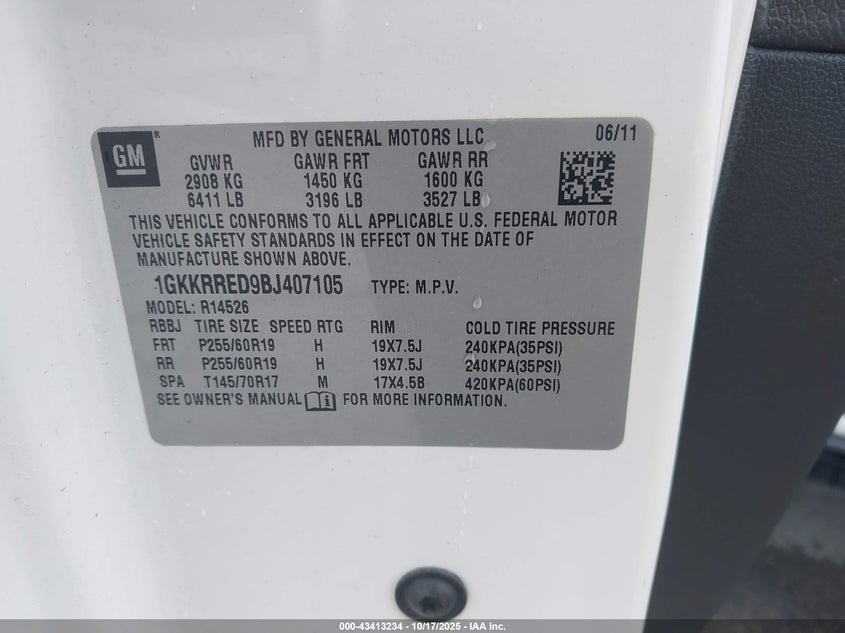 GM
MFD BY GENERAL MOTORS LLC 06/11
GVWR GAWR FRT GAWR RR
2908 KG 1450 KG 1600 KG
6411 LB 3196 LB 3527 LB
THIS VEHICLE CONFORMS TO ALL APPLICABLE U.S. FEDERAL MOTOR
VEHICLE SAFETY STANDARDS IN EFFECT ON THE DATE OF
MANUFACTURE SHOWN ABOVE.
1GKKRRED9BJ407105 TYPE: M.P.V.
MODEL: R14526
RBBJ TIRE SIZE SPEED RTG RIM COLD TIRE PRESSURE
FRT P255/60R19 H 19X7.5J 240KPA(35PSI)
RR P255/60R19 H 19X7.5J 240KPA(35PSI)
SPA T145/70R17 M 17X4.5B 420KPA(60PSI)
SEE OWNER'S MANUAL FOR MORE INFORMATION.
000-43413234 - 10/17/2025 - IAA Inc.